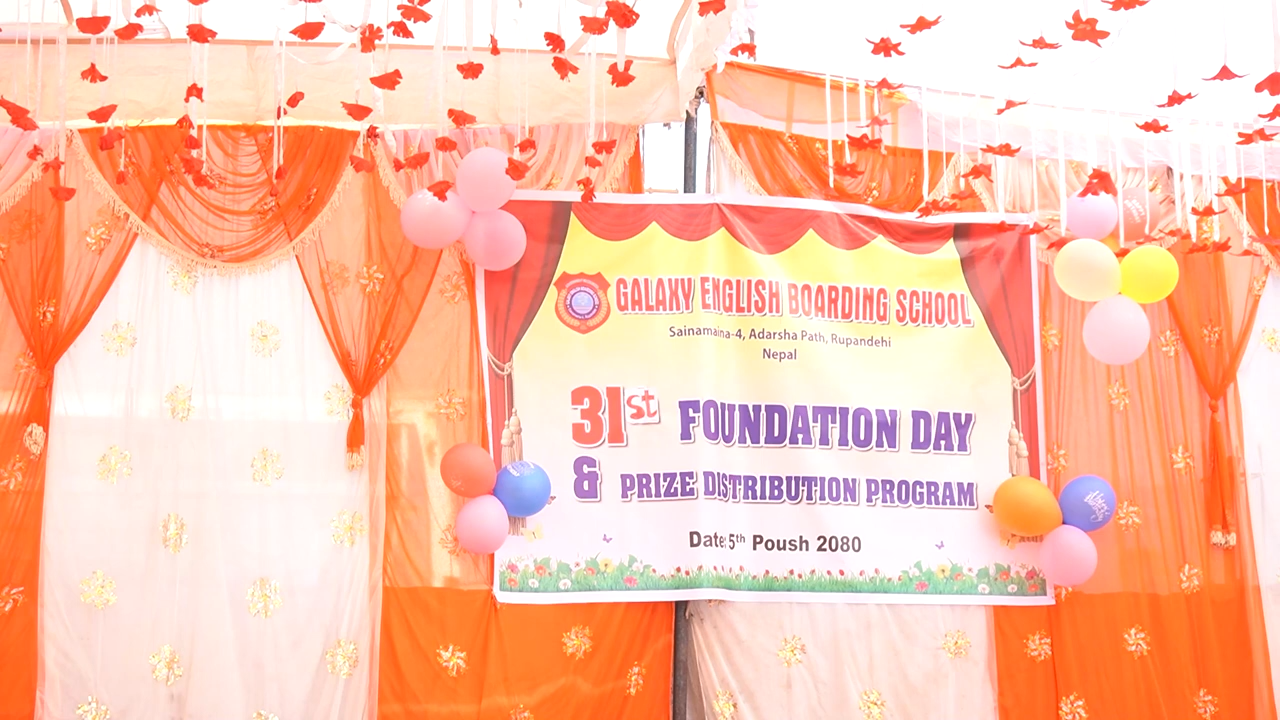 GALAXY ENGLISH BOARDING SCHOOL
Sainamaina-4, Adarsha Path, Rupandehi
Nepal
31st FOUNDATION DAY
& PRIZE DISTRIBUTION PROGRAM
Date: 5th Poush 2080